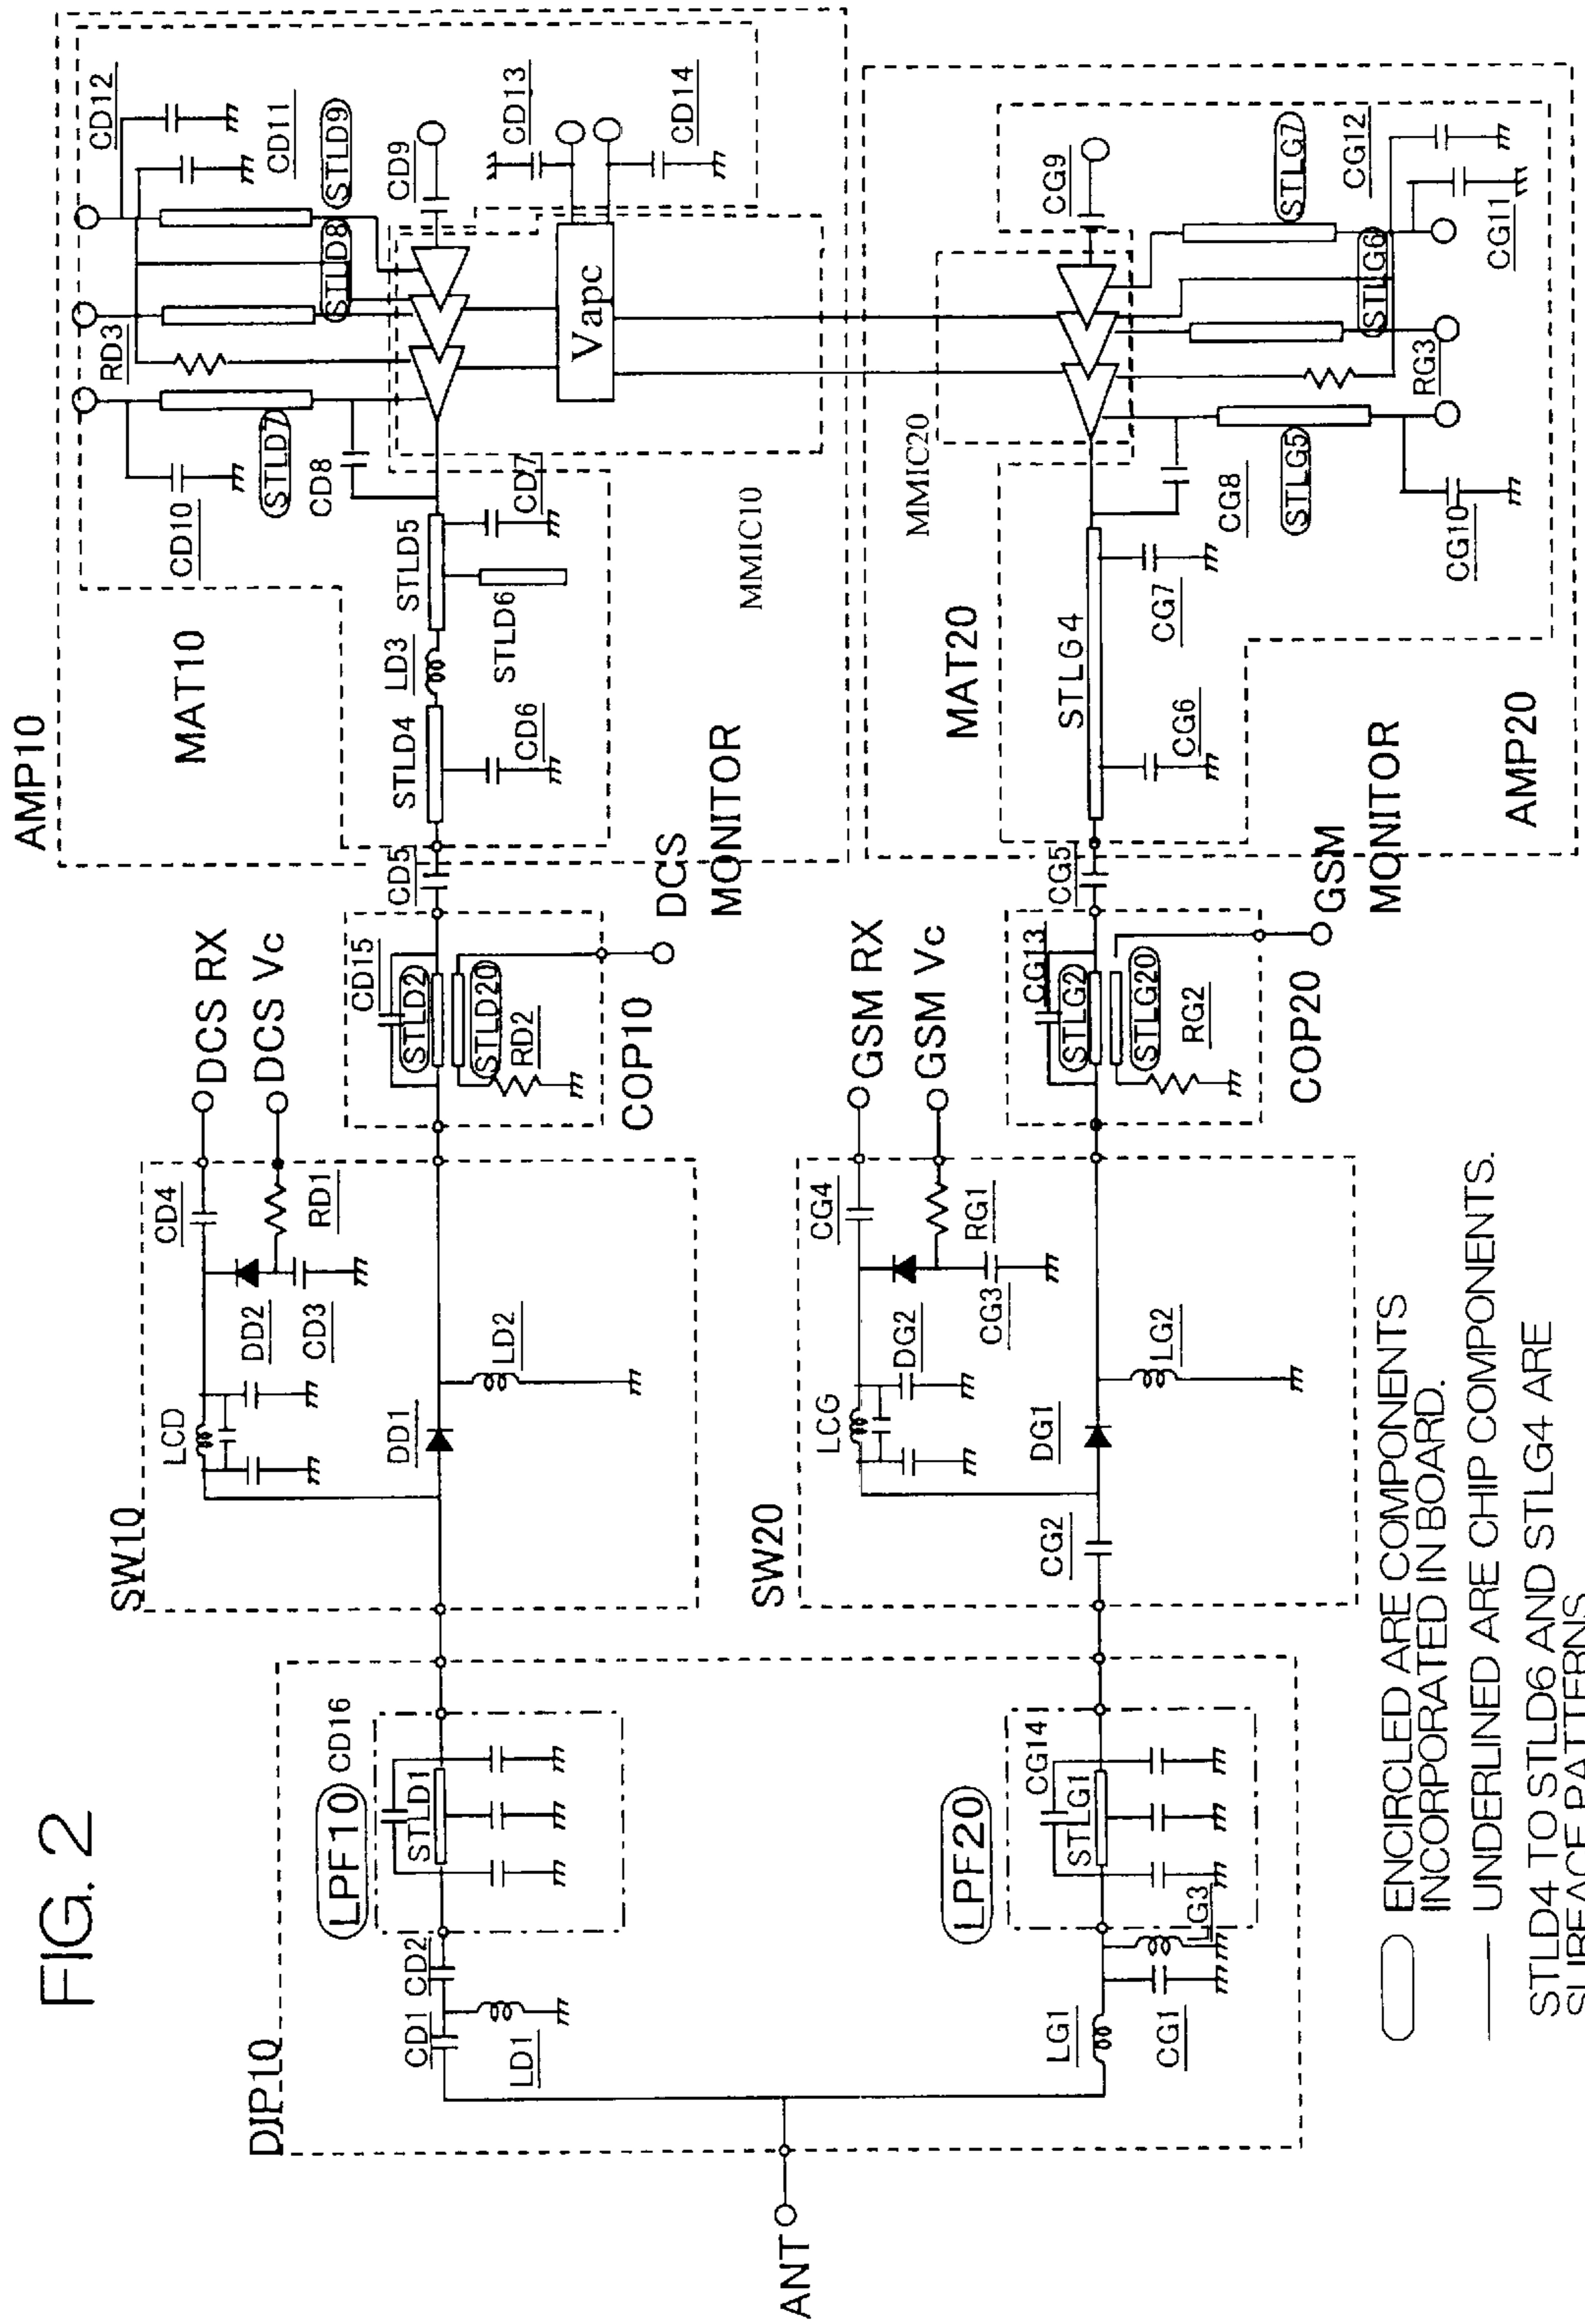 FIG. 2
AMP10
MAT10
CD12
CD11
STLD9
STLD8
RD3
STLD7
CD10
CD8
CD9
CD13
CD14
Vapc
CD7
STLD5
STLD6
LD3
STLD4
CD6
MMIC10
CD5
DCS
MONITOR
CD15
STLD2
STLD20
RD2
COP10
DCS RX
DCS Vc
SW10
CD4
RD1
DD2
CD3
LCD
DD1
LD2
DIP10
LPF10
CD16
STLD1
CD2
CD1
LD1
ANT
LG1
CG1
LG3
LPF20
CG14
STLG1
SW20
CG2
LCG
DG2
DG1
CG4
RG1
CG3
LG2
GSM RX
GSM Vc
CG13
STLG2
STLG20
RG2
COP20
GSM
MONITOR
CG5
MAT20
MMIC20
STLG4
CG7
CG6
CG8
CG9
STLG7
CG12
STLG6
CG11
RG3
STLG5
CG10
AMP20
ENCIRCLED ARE COMPONENTS
INCORPORATED IN BOARD.
UNDERLINED ARE CHIP COMPONENTS.
STLD4 TO STLD6 AND STLG4 ARE
SURFACE PATTERNS